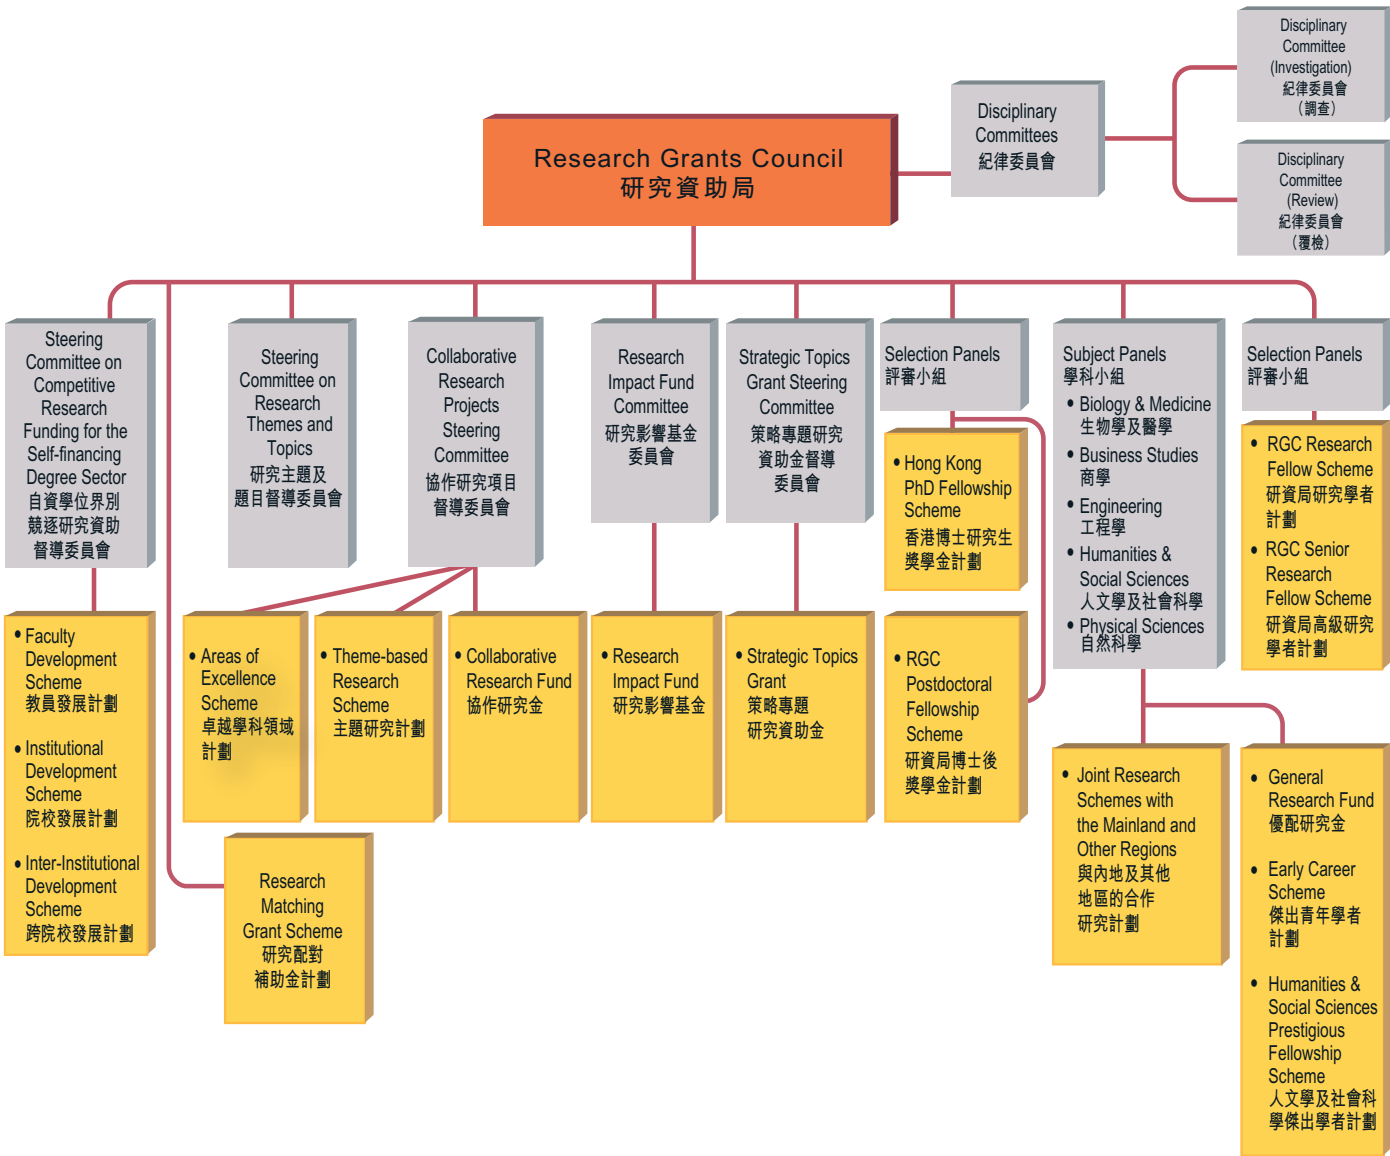 Research Grants Council
研究資助局
Disciplinary
Committees
紀律委員會
Disciplinary
Committee
(Investigation)
紀律委員會
（調查）
Disciplinary
Committee
(Review)
紀律委員會
（覆檢）
Steering
Committee on
Competitive
Research
Funding for the
Self-financing
Degree Sector
自資學位界別
競逐研究資助
督導委員會
Steering
Committee on
Research
Themes and
Topics
研究主題及
題目督導委員會
Collaborative
Research
Projects
Steering
Committee
協作研究項目
督導委員會
Research
Impact Fund
Committee
研究影響基金
委員會
Strategic Topics
Grant Steering
Committee
策略專題研究
資助金督導
委員會
Selection Panels
評審小組
Subject Panels
學科小組
• Biology & Medicine
生物學及醫學
• Business Studies
商學
• Engineering
工程學
• Humanities &
Social Sciences
人文學及社會科學
• Physical Sciences
自然科學
Selection Panels
評審小組
• Hong Kong
PhD Fellowship
Scheme
香港博士研究生
獎學金計劃
• RGC Research
Fellow Scheme
研資局研究學者
計劃
• RGC Senior
Research
Fellow Scheme
研資局高級研究
學者計劃
• Faculty
Development
Scheme
教員發展計劃
• Institutional
Development
Scheme
院校發展計劃
• Inter-Institutional
Development
Scheme
跨院校發展計劃
• Areas of
Excellence
Scheme
卓越學科領域
計劃
• Theme-based
Research
Scheme
主題研究計劃
• Collaborative
Research Fund
協作研究金
• Research
Impact Fund
研究影響基金
• Strategic Topics
Grant
策略專題
研究資助金
• RGC
Postdoctoral
Fellowship
Scheme
研資局博士後
獎學金計劃
• Joint Research
Schemes with
the Mainland and
Other Regions
與內地及其他
地區的合作
研究計劃
• General
Research Fund
優配研究金
• Early Career
Scheme
傑出青年學者
計劃
• Humanities &
Social Sciences
Prestigious
Fellowship
Scheme
人文學及社會科
學傑出學者計劃
Research
Matching
Grant Scheme
研究配對
補助金計劃